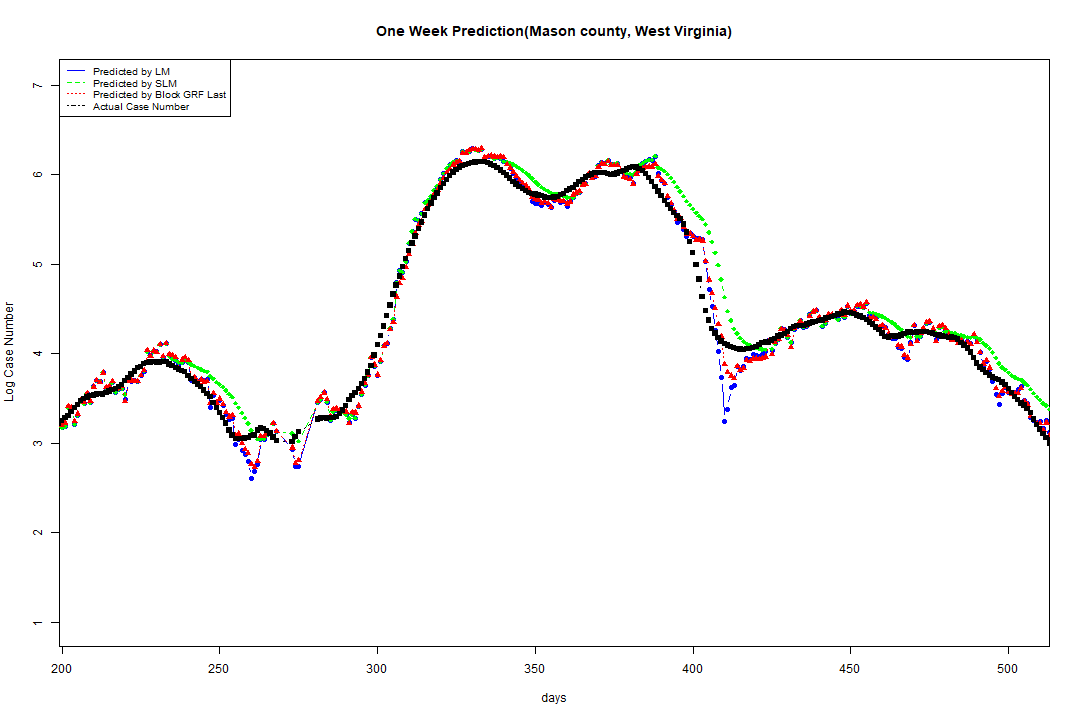 One Week Prediction(Mason county, West Virginia)
Predicted by LM
Predicted by SLM
Predicted by Block GRF Last
Actual Case Number
7
6
5
4
3
2
1
Log Case Number
200 250 300 350 400 450 500
days